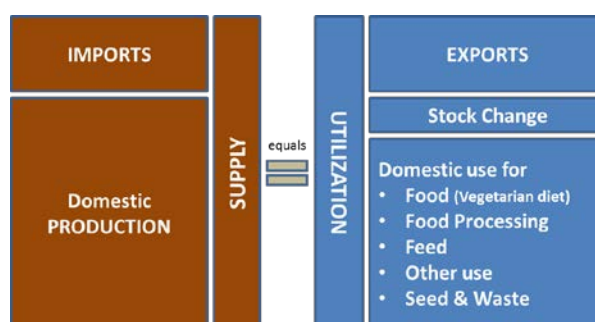 IMPORTS
Domestic
PRODUCTION
SUPPLY
equals
UTILIZATION
EXPORTS
Stock Change
Domestic use for
• Food (Vegetarian diet)
• Food Processing
• Feed
• Other use
• Seed & Waste